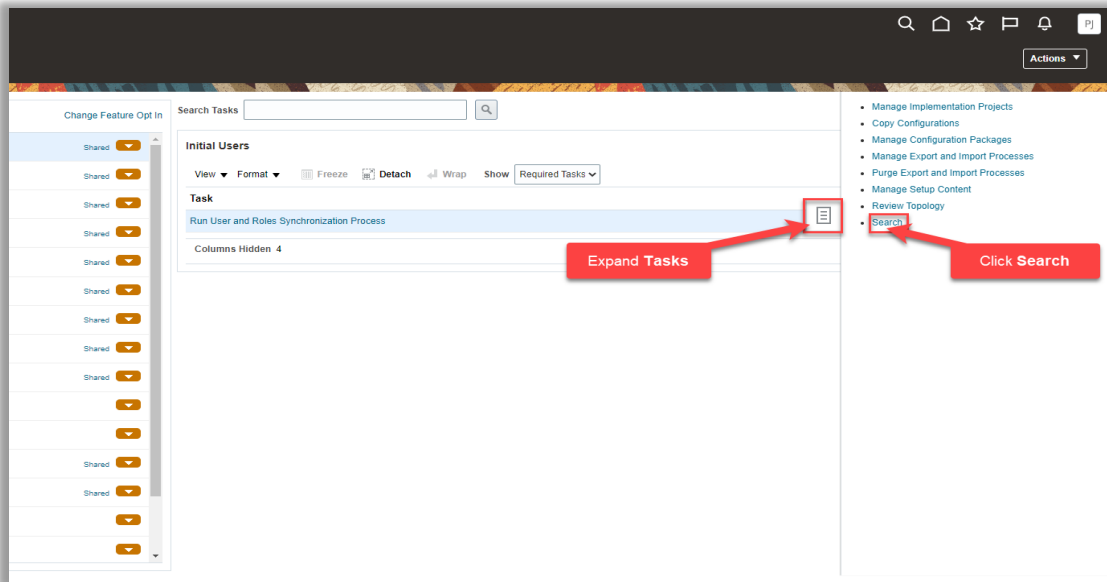 PJ
Actions
Change Feature Opt In
Search Tasks
Initial Users
View Format Freeze Detach Wrap Show Required Tasks
Task
Run User and Roles Synchronization Process
Columns Hidden 4
Shared
Shared
Shared
Shared
Shared
Shared
Shared
Shared
Shared
Shared
Shared
Manage Implementation Projects
Copy Configurations
Manage Configuration Packages
Manage Export and Import Processes
Purge Export and Import Processes
Manage Setup Content
Review Topology
Search
Expand Tasks
Click Search